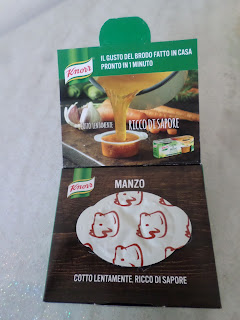 Knorr
IL GUSTO DEL BRODO FATTO IN CASA
PRONTO IN 1 MINUTO
COTTO LENTAMENTE, RICCO DI SAPORE
Knorr
MANZO
COTTO LENTAMENTE, RICCO DI SAPORE